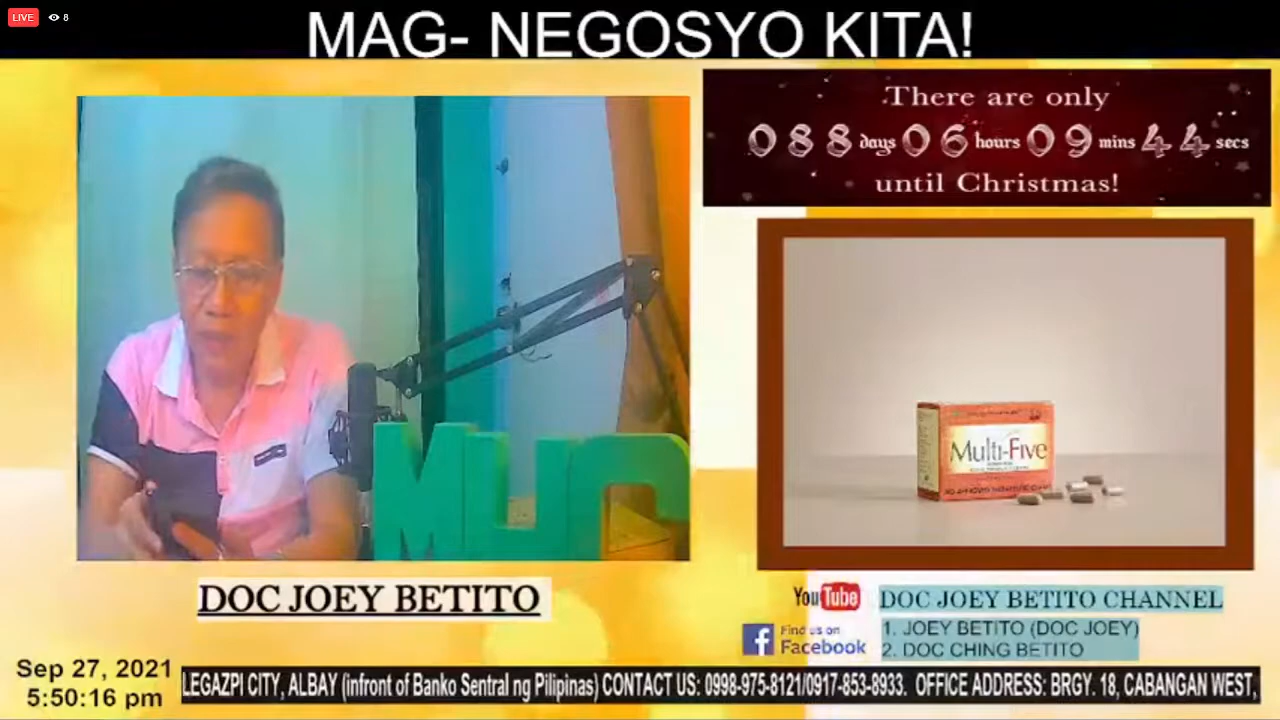 LIVE 8
MAG- NEGOSYO KITA!
There are only
088 days 06 hours 09 mins 44 secs
until Christmas!
Multi-Five
DOC JOEY BETITO
YouTube DOC JOEY BETITO CHANNEL
Find us on
Facebook
1. JOEY BETITO (DOC JOEY)
2. DOC CHING BETITO
Sep 27, 2021
5:50:16 pm
LEGAZPI CITY, ALBAY (infront of Banko Sentral ng Pilipinas) CONTACT US: 0998-975-8121/0917-853-8933. OFFICE ADDRESS: BRGY. 18, CABANGAN WEST,